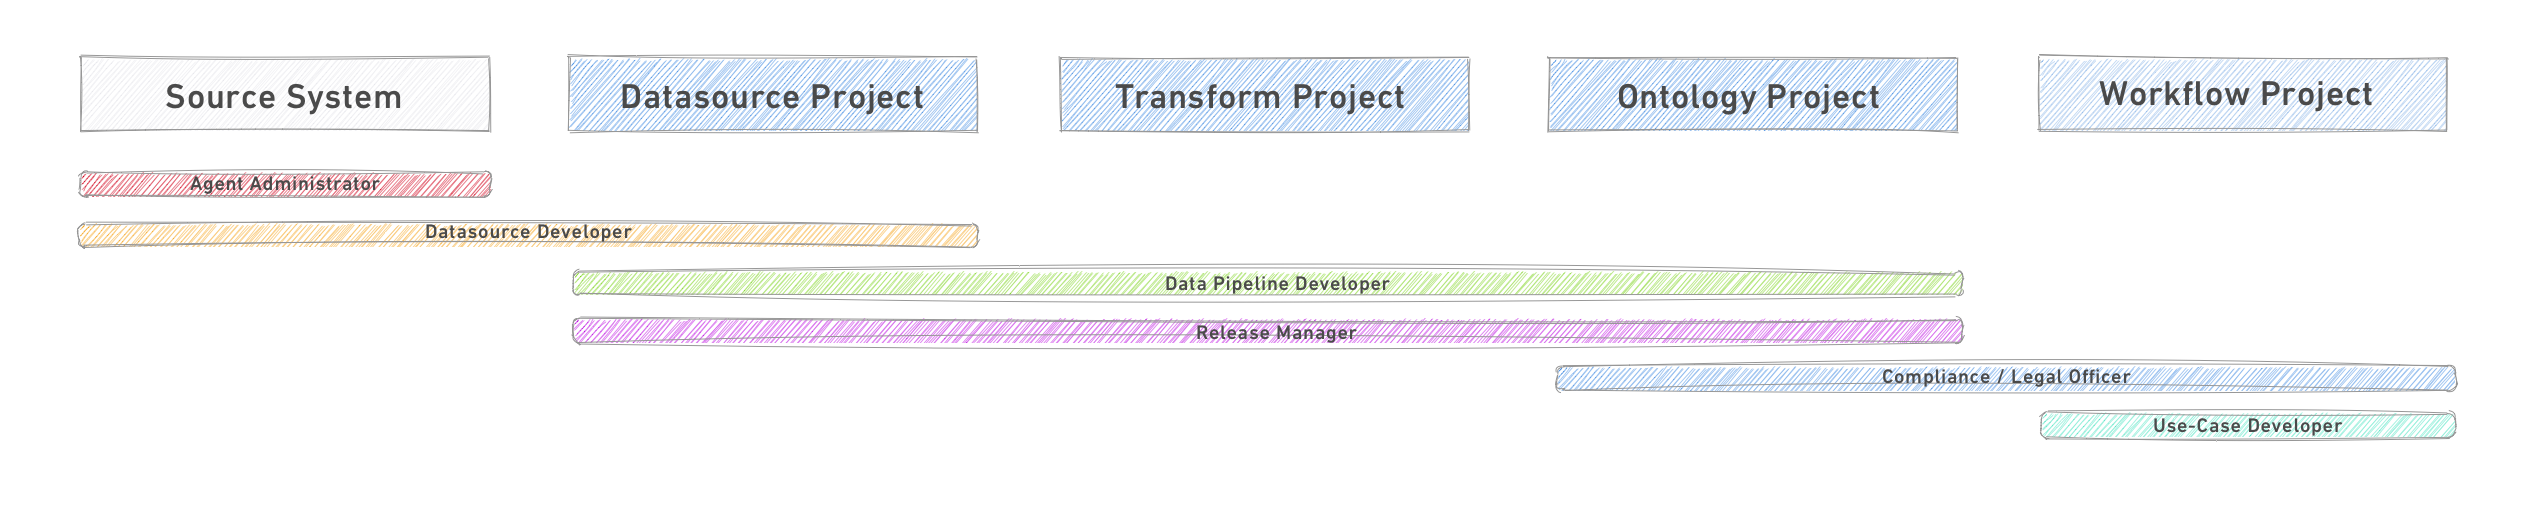 Source System
Datasource Project
Transform Project
Ontology Project
Workflow Project
Agent Administrator
Datasource Developer
Data Pipeline Developer
Release Manager
Compliance / Legal Officer
Use-Case Developer